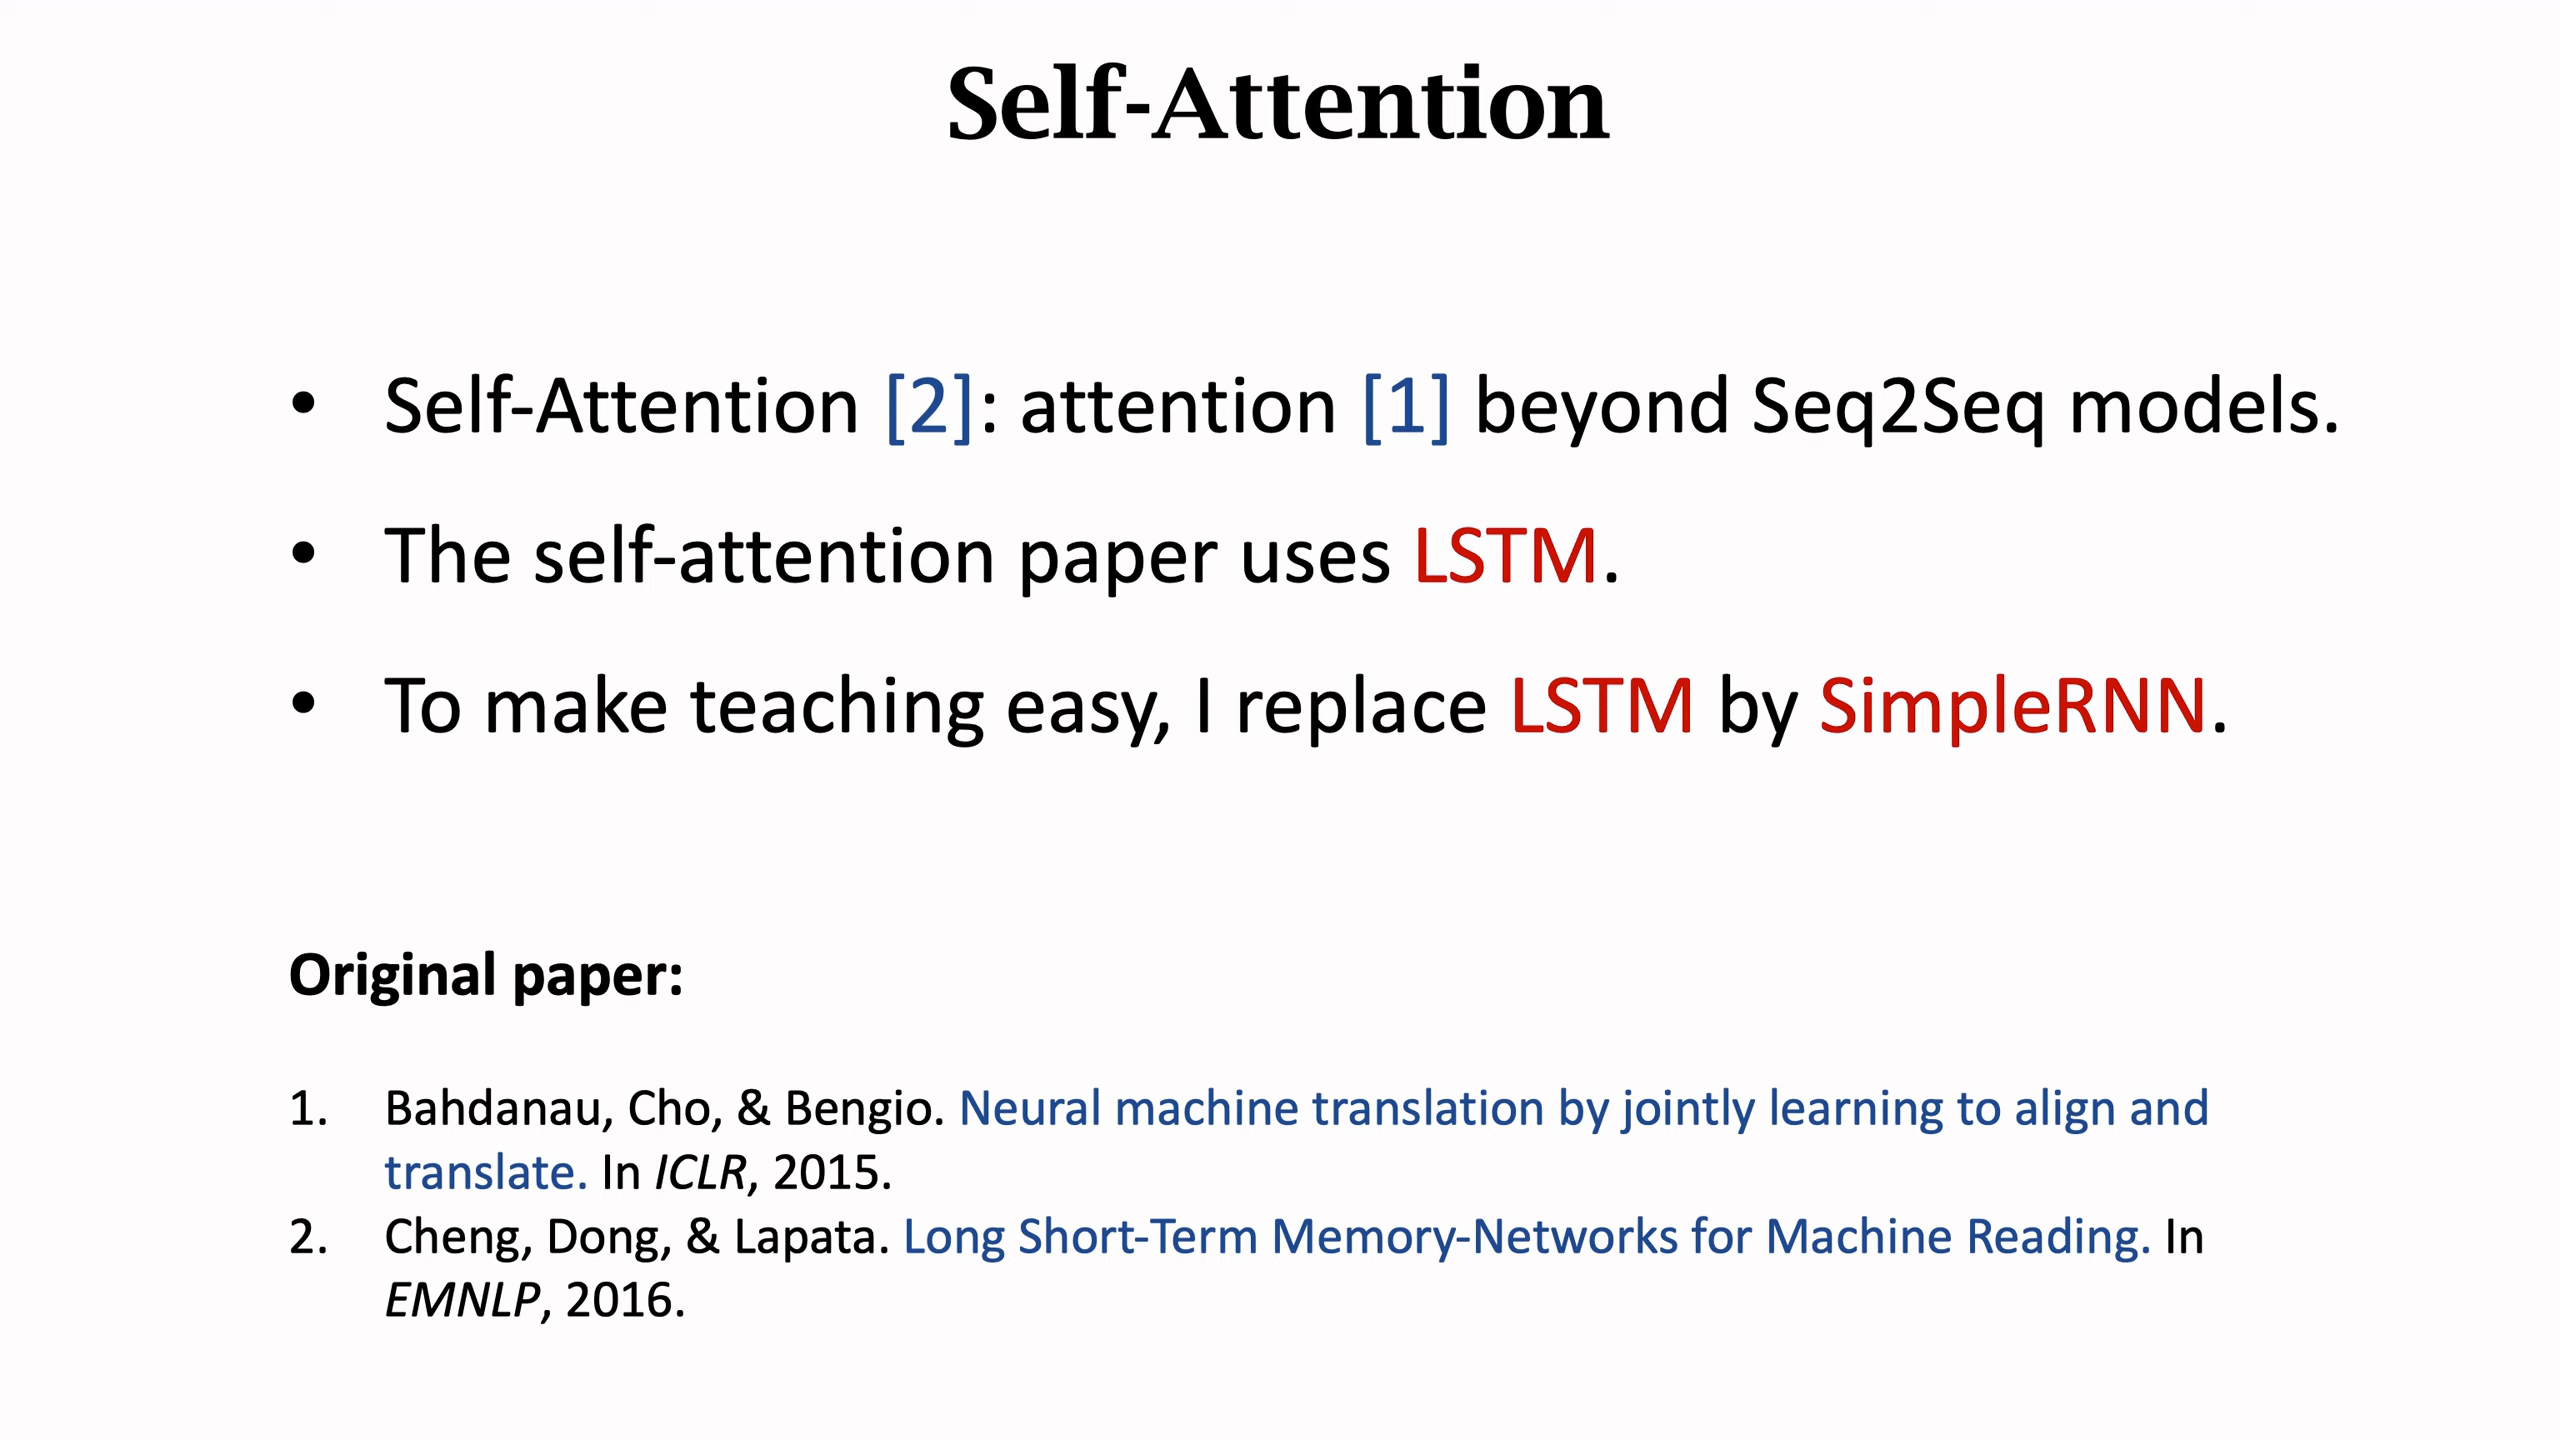 Self-Attention
• Self-Attention [2]: attention [1] beyond Seq2Seq models.
• The self-attention paper uses LSTM.
• To make teaching easy, I replace LSTM by SimpleRNN.
Original paper:
1. Bahdanau, Cho, & Bengio. Neural machine translation by jointly learning to align and
translate. In ICLR, 2015.
2. Cheng, Dong, & Lapata. Long Short-Term Memory-Networks for Machine Reading. In
EMNLP, 2016.